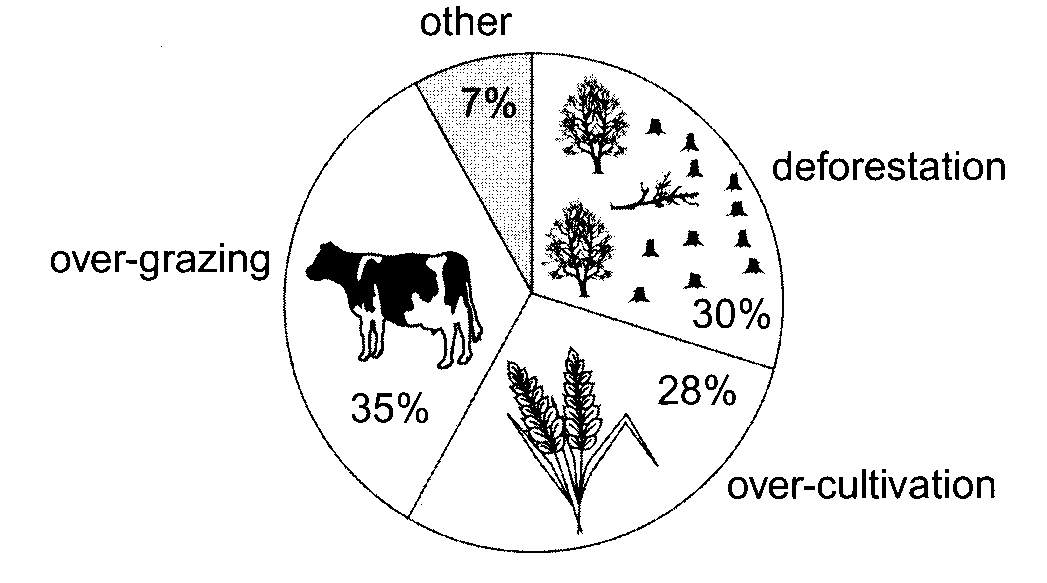 other
7%
deforestation
over-grazing
30%
28%
35%
over-cultivation